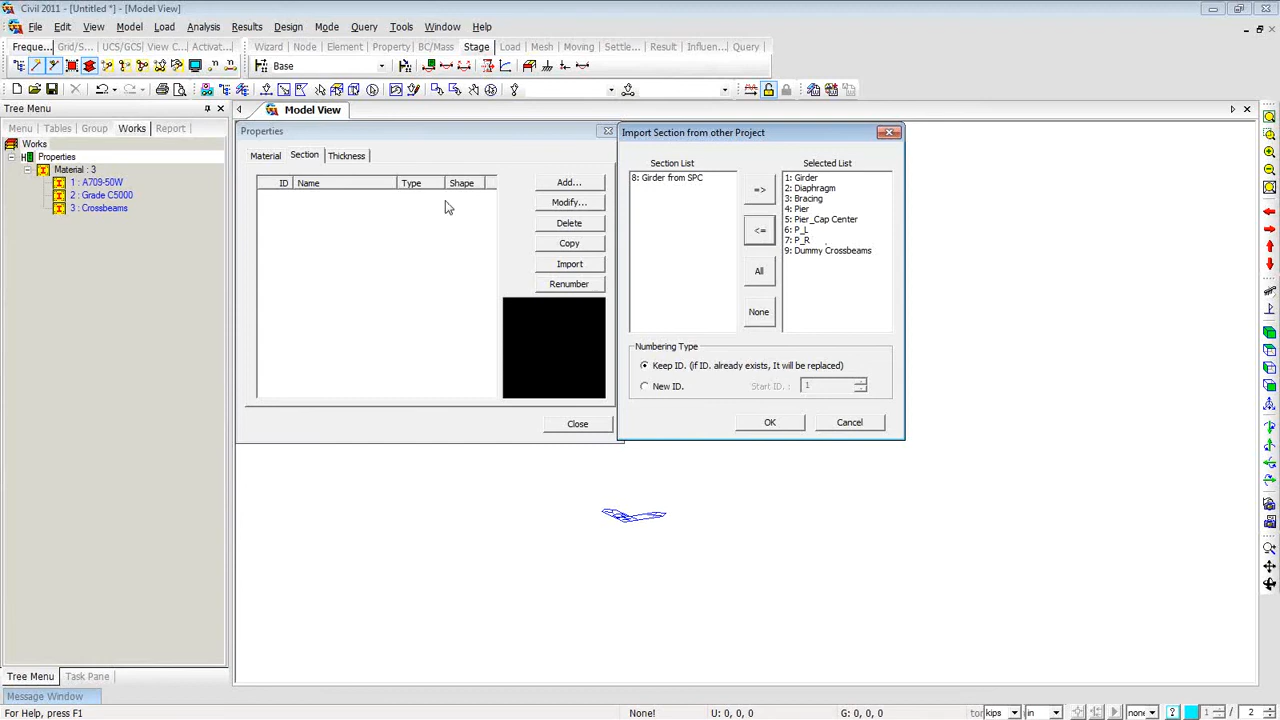 Civil 2011 - [Untitled *] - [Model View]
File Edit View Model Load Analysis Results Design Mode Query Tools Window Help
Freque... Grid/S... UCS/GCS View C... Activat... Wizard Node Element Property BC/Mass Stage Load Mesh Moving Settle... Result Influen... Query
Base
Tree Menu
Model View
Menu Tables Group Works Report
Works
Properties
Material : 3
1 : A709-50W
2 : Grade C5000
3 : Crossbeams
Properties
Material Section Thickness
ID Name Type Shape
Add...
Modify...
Delete
Copy
Import
Renumber
Close
Import Section from other Project
Section List
8: Girder from SPC
=>
<=
All
None
Selected List
1: Girder
2: Diaphragm
3: Bracing
4: Pier
5: Pier_Cap Center
6: P_L
7: P_R
9: Dummy Crossbeams
Numbering Type
Keep ID. (if ID. already exists, It will be replaced)
New ID. Start ID. : 1
OK Cancel
Tree Menu Task Pane
Message Window
For Help, press F1 None! U: 0, 0, 0 G: 0, 0, 0 kips in none 1 / 2